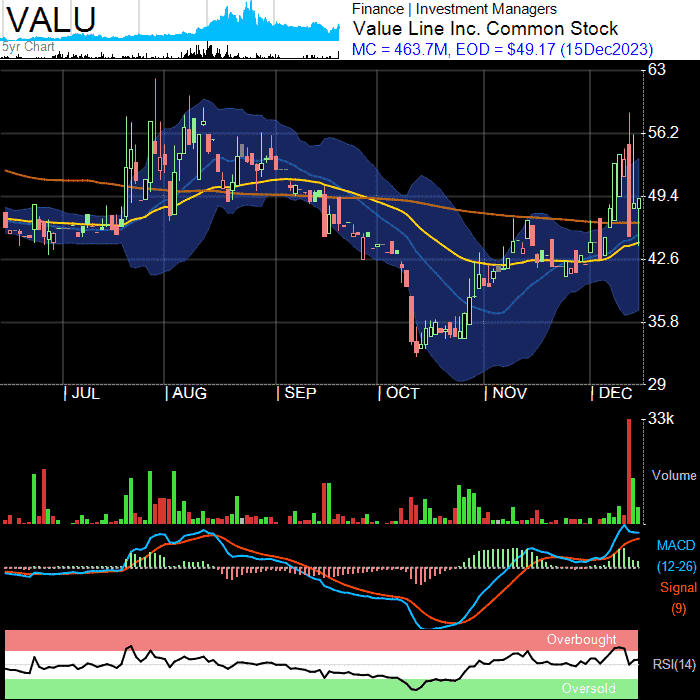 VALU
5yr Chart
Finance | Investment Managers
Value Line Inc. Common Stock
MC = 463.7M, EOD = $49.17 (15Dec2023)
63
56.2
49.4
42.6
35.8
29
| JUL | AUG | SEP | OCT | NOV | DEC
33k
Volume
MACD
(12-26)
Signal
(9)
Overbought
RSI(14)
Oversold